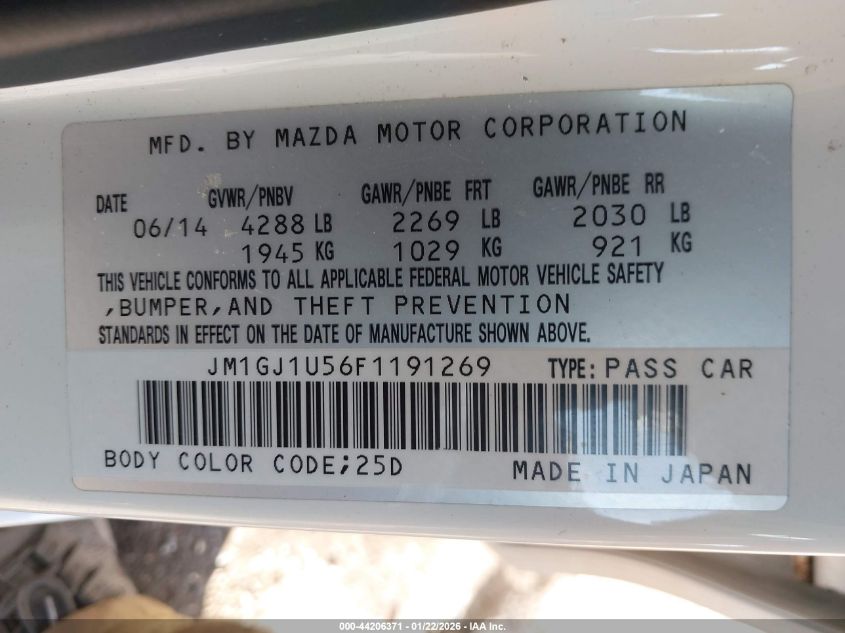 MFD. BY MAZDA MOTOR CORPORATION
DATE GVWR/PNBV GAWR/PNBE FRT GAWR/PNBE RR
06/14 4288 LB 2269 LB 2030 LB
1945 KG 1029 KG 921 KG
THIS VEHICLE CONFORMS TO ALL APPLICABLE FEDERAL MOTOR VEHICLE SAFETY
,BUMPER,AND THEFT PREVENTION
STANDARDS IN EFFECT ON THE DATE OF MANUFACTURE SHOWN ABOVE.
JM1GJ1U56F1191269 TYPE: PASS CAR
BODY COLOR CODE;25D MADE IN JAPAN
000-44206371 - 01/22/2026 - IAA Inc.